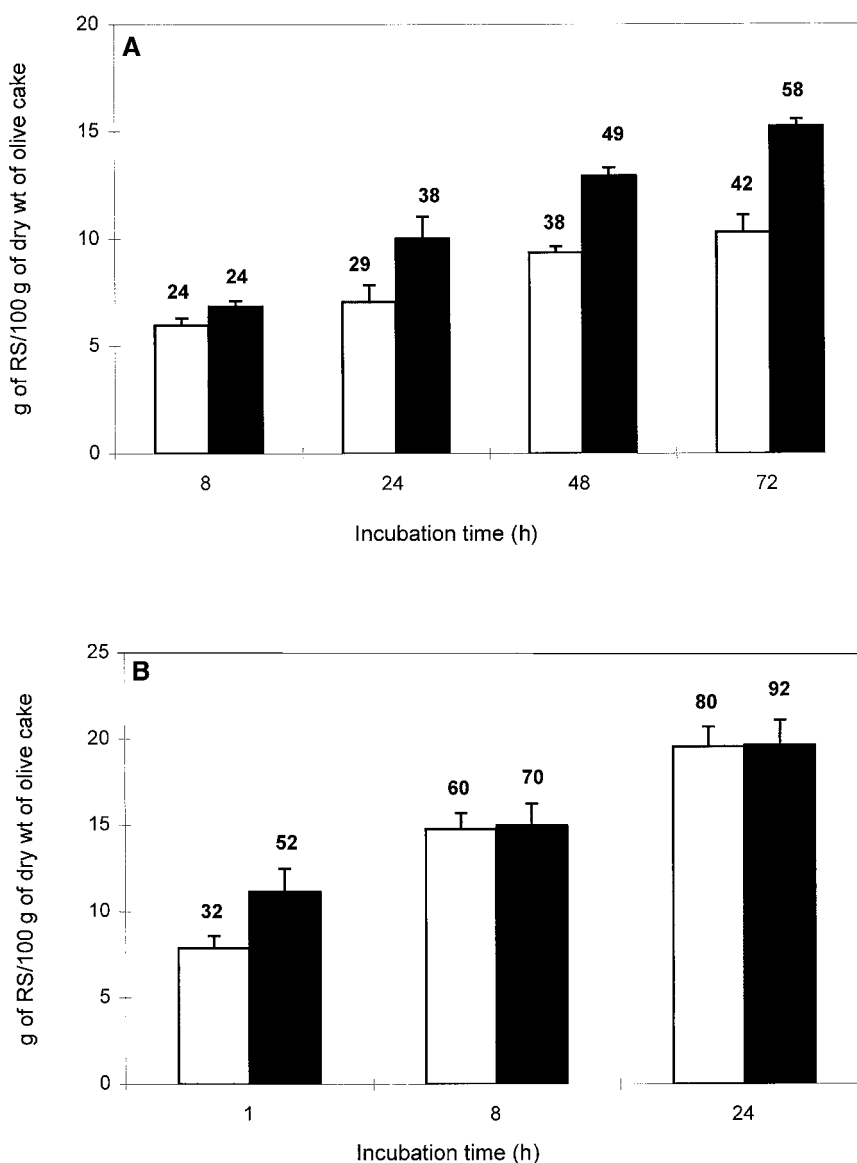 A
g of RS/100 g of dry wt of olive cake
20
15
10
5
0
24 24
29 38
38 49
42 58
8 24 48 72
Incubation time (h)
B
g of RS/100 g of dry wt of olive cake
25
20
15
10
5
0
32 52
60 70
80 92
1 8 24
Incubation time (h)